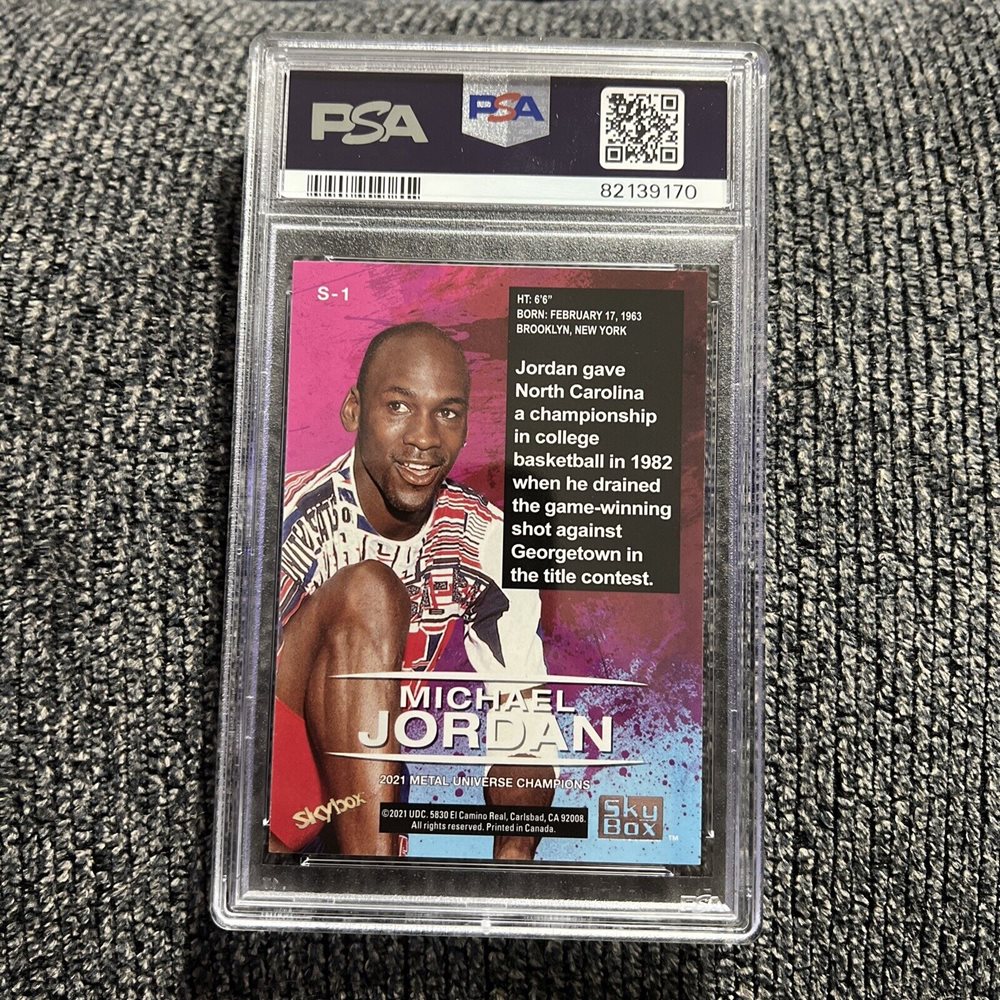 PSA
PSA
82139170
S-1
HT: 6'6"
BORN: FEBRUARY 17, 1963
BROOKLYN, NEW YORK
Jordan gave
North Carolina
a championship
in college
basketball in 1982
when he drained
the game-winning
shot against
Georgetown in
the title contest.
MICHAEL
JORDAN
2021 METAL UNIVERSE CHAMPIONS
skybox
©2021 UDC. 5830 El Camino Real, Carlsbad, CA 92008.
All rights reserved. Printed in Canada.
Sky
Box
™
PSA